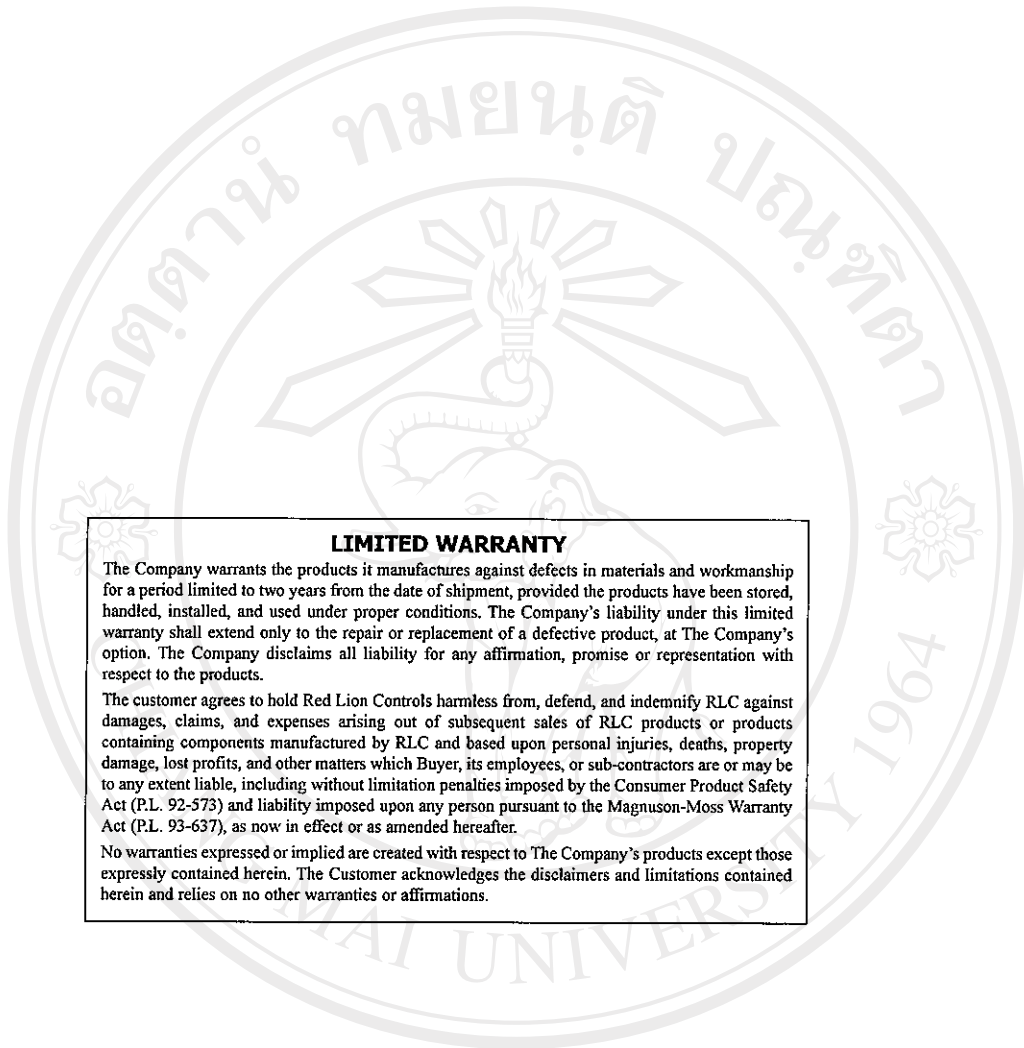 อตฺตานํ ทมยนฺติ ปณฺฑิตา
LIMITED WARRANTY
The Company warrants the products it manufactures against defects in materials and workmanship
for a period limited to two years from the date of shipment, provided the products have been stored,
handled, installed, and used under proper conditions. The Company's liability under this limited
warranty shall extend only to the repair or replacement of a defective product, at The Company's
option. The Company disclaims all liability for any affirmation, promise or representation with
respect to the products.
The customer agrees to hold Red Lion Controls harmless from, defend, and indemnify RLC against
damages, claims, and expenses arising out of subsequent sales of RLC products or products
containing components manufactured by RLC and based upon personal injuries, deaths, property
damage, lost profits, and other matters which Buyer, its employees, or sub-contractors are or may be
to any extent liable, including without limitation penalties imposed by the Consumer Product Safety
Act (P.L. 92-573) and liability imposed upon any person pursuant to the Magnuson-Moss Warranty
Act (P.L. 93-637), as now in effect or as amended hereafter.
No warranties expressed or implied are created with respect to The Company's products except those
expressly contained herein. The Customer acknowledges the disclaimers and limitations contained
herein and relies on no other warranties or affirmations.
MAI UNIVERSITY 1964